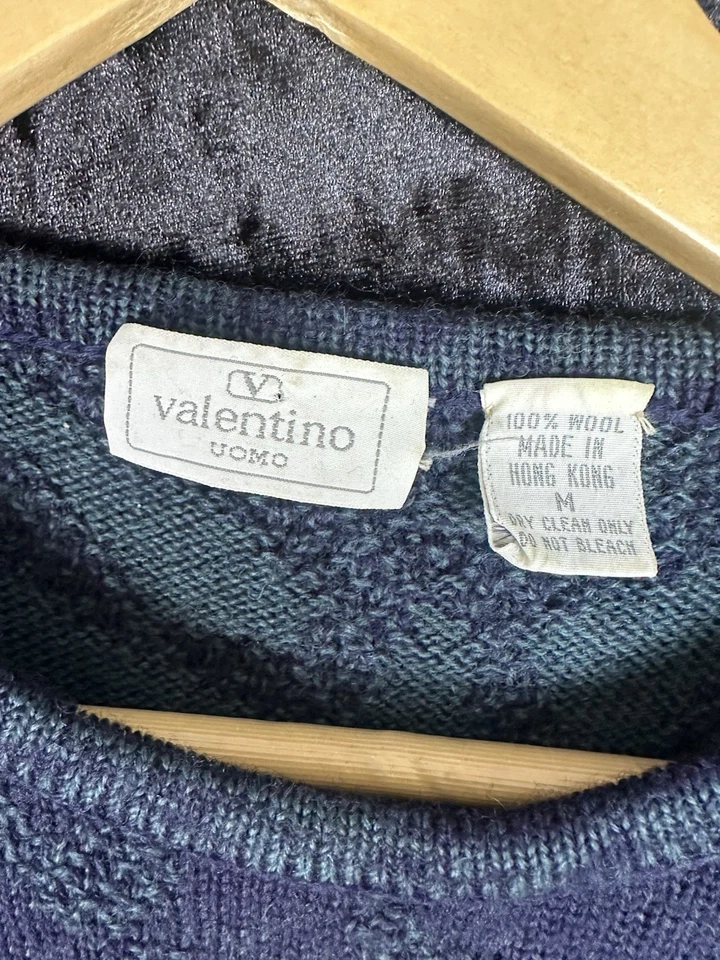 V
valentino
UOMO
100% WOOL
MADE IN
HONG KONG
M
DRY CLEAN ONLY
DO NOT BLEACH